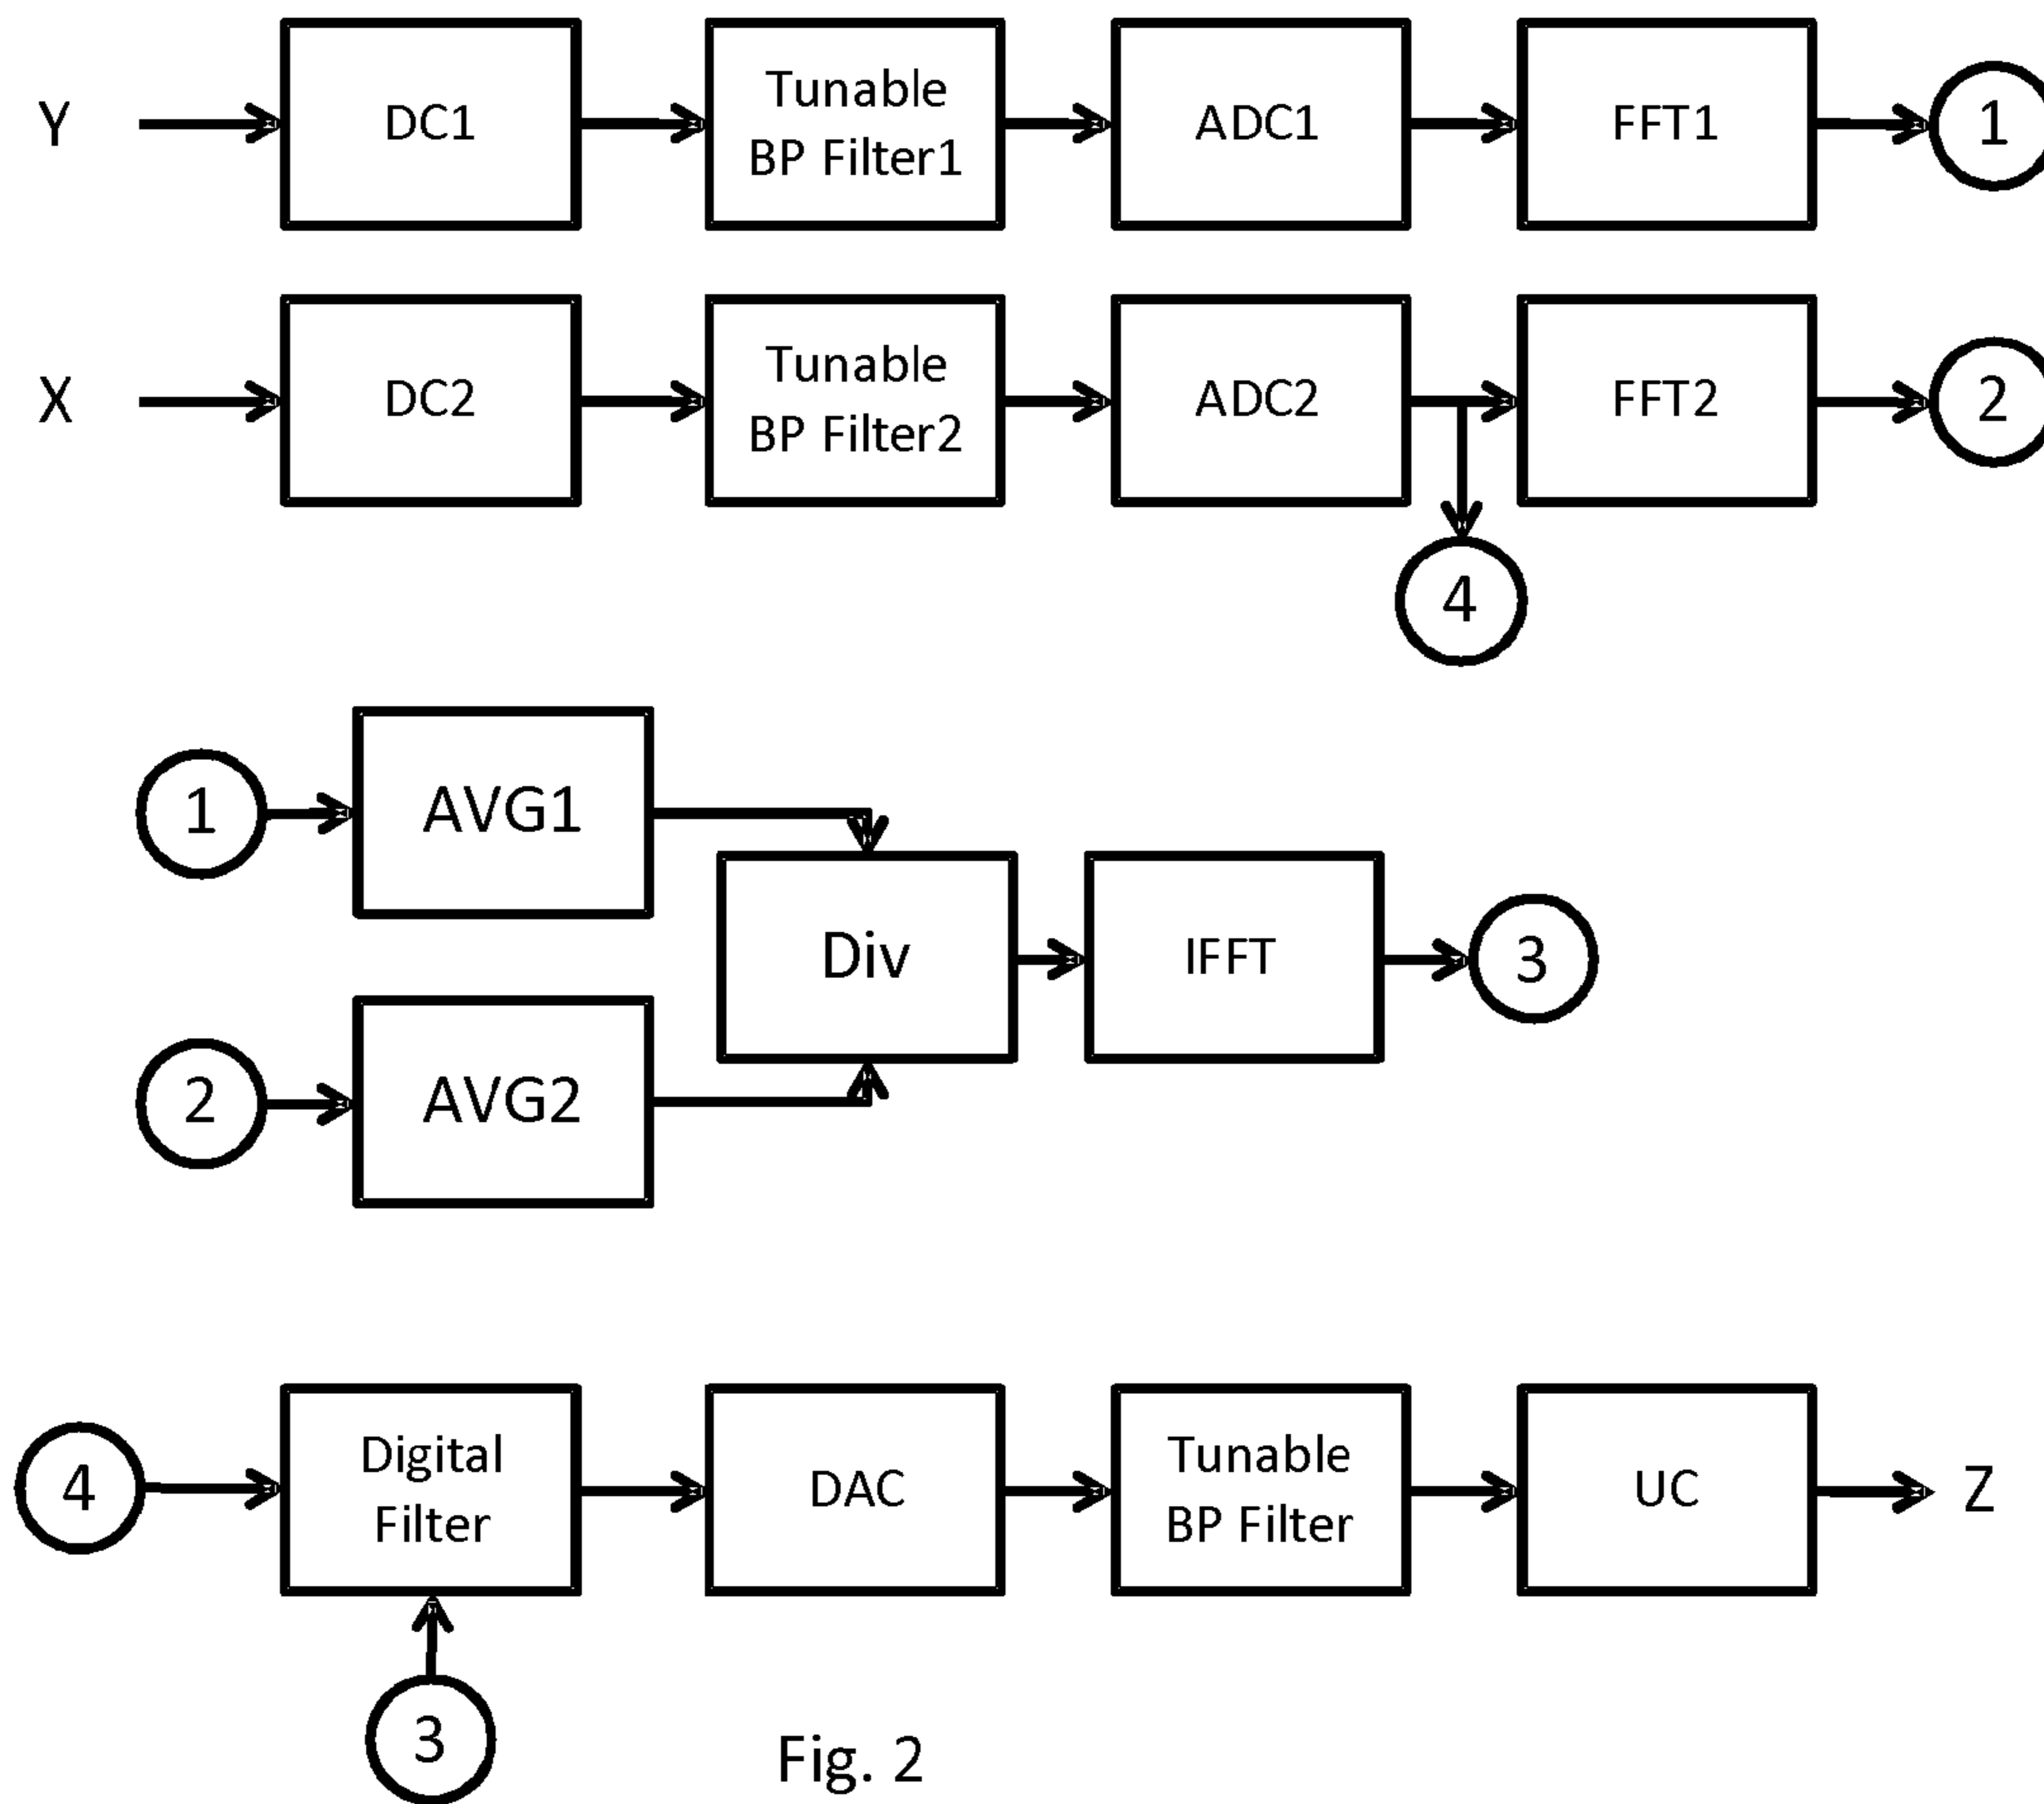 Y
DC1
Tunable
BP Filter1
ADC1
FFT1
1
X
DC2
Tunable
BP Filter2
ADC2
FFT2
2
4
1
AVG1
Div
IFFT
3
2
AVG2
4
Digital
Filter
DAC
Tunable
BP Filter
UC
Z
3
Fig. 2